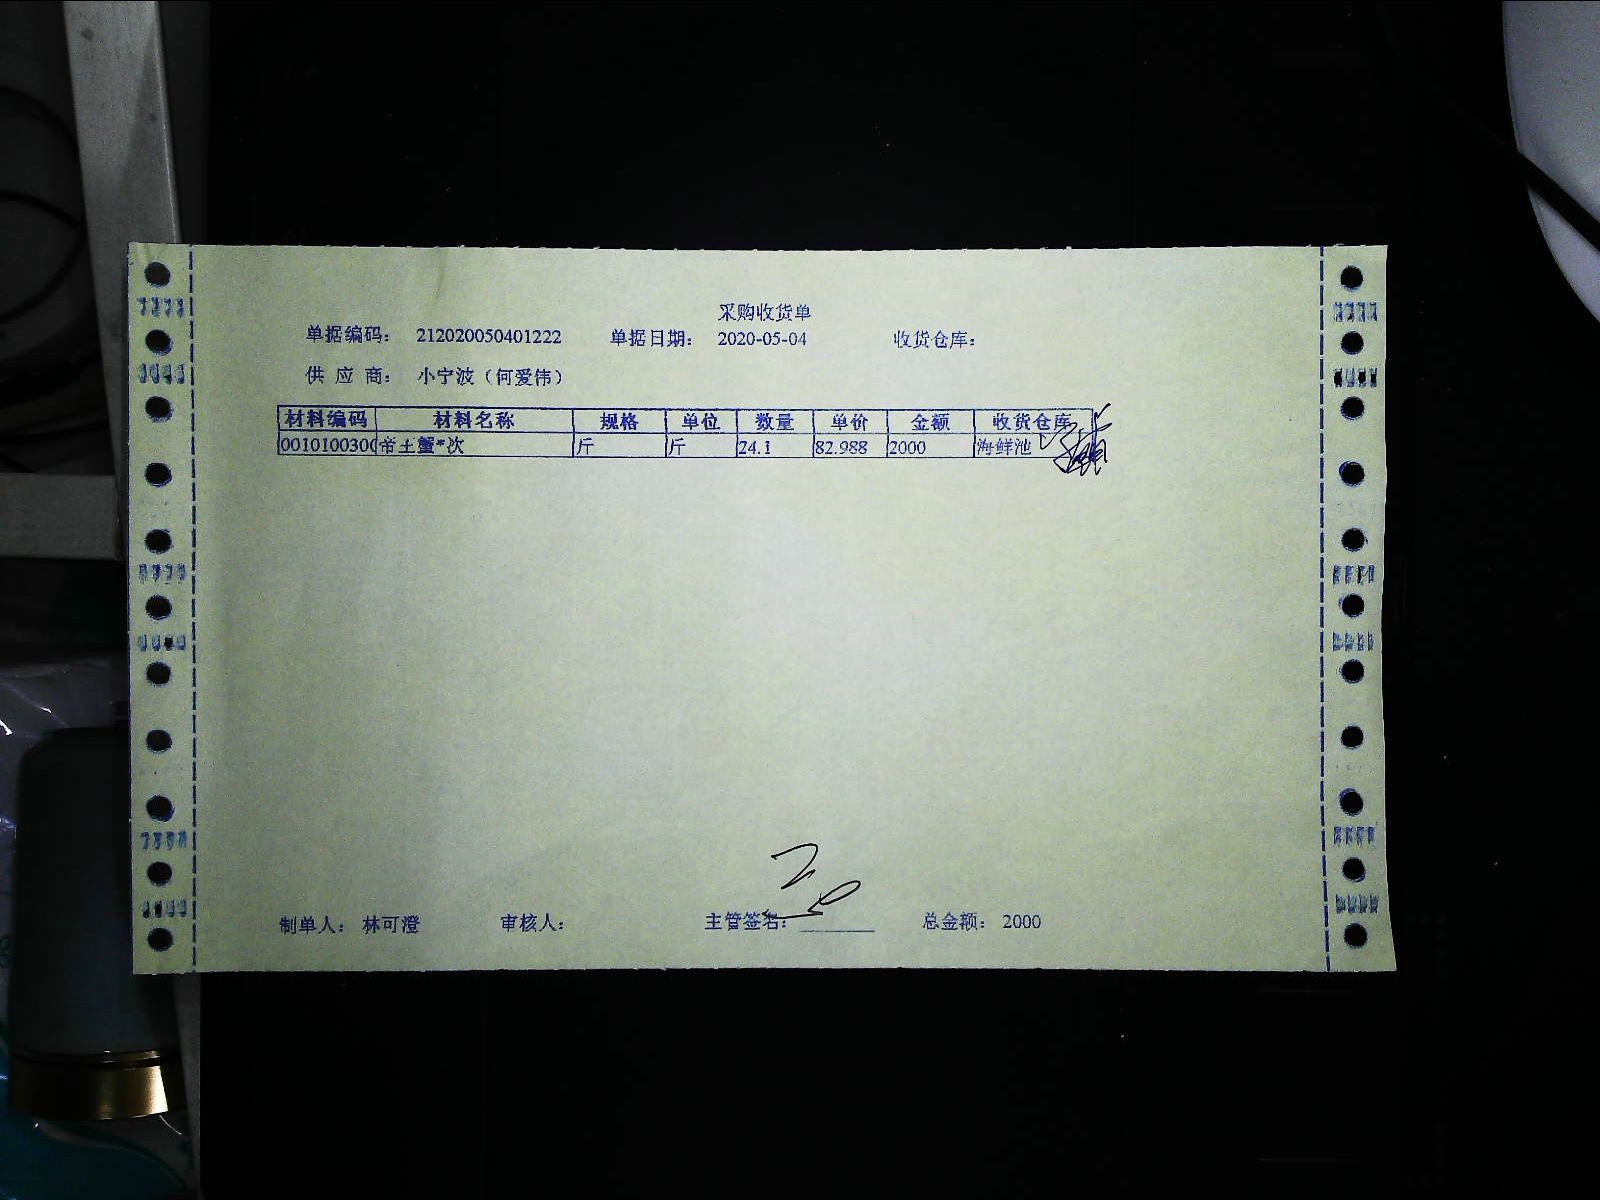 采购收货单
单据编码： 212020050401222 单据日期： 2020-05-04 收货仓库：
供 应 商： 小宁波（何爱伟）
材料编码 材料名称 规格 单位 数量 单价 金额 收货仓库
0010100300 帝王蟹*次 斤 斤 24.1 82.988 2000 海鲜池
制单人： 林可澄 审核人： 主管签名： 总金额： 2000